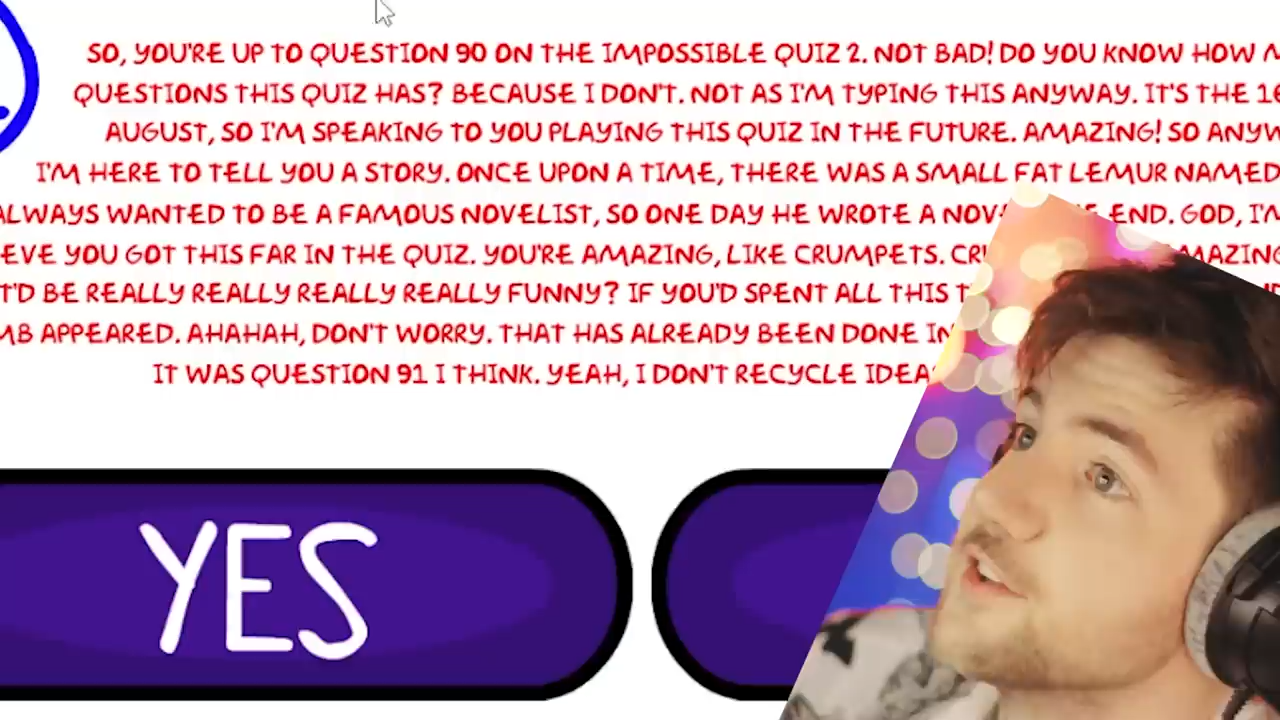 SO, YOU'RE UP TO QUESTION 90 ON THE IMPOSSIBLE QUIZ 2. NOT BAD! DO YOU KNOW HOW
QUESTIONS THIS QUIZ HAS? BECAUSE I DON'T. NOT AS I'M TYPING THIS ANYWAY. IT'S THE
AUGUST, SO I'M SPEAKING TO YOU PLAYING THIS QUIZ IN THE FUTURE. AMAZING! SO
I'M HERE TO TELL YOU A STORY. ONCE UPON A TIME, THERE WAS A SMALL FAT LEMUR NAMED
ALWAYS WANTED TO BE A FAMOUS NOVELIST, SO ONE DAY HE WROTE A END. GOD,
YOU GOT THIS FAR IN THE QUIZ. YOU'RE AMAZING, LIKE CRUMPETS.
BE REALLY REALLY REALLY REALLY FUNNY? IF YOU'D SPENT ALL THIS
APPEARED. AHAHAH, DON'T WORRY. THAT HAS ALREADY BEEN DONE
IT WAS QUESTION 91 I THINK. YEAH, I DON'T RECYCLE
YES